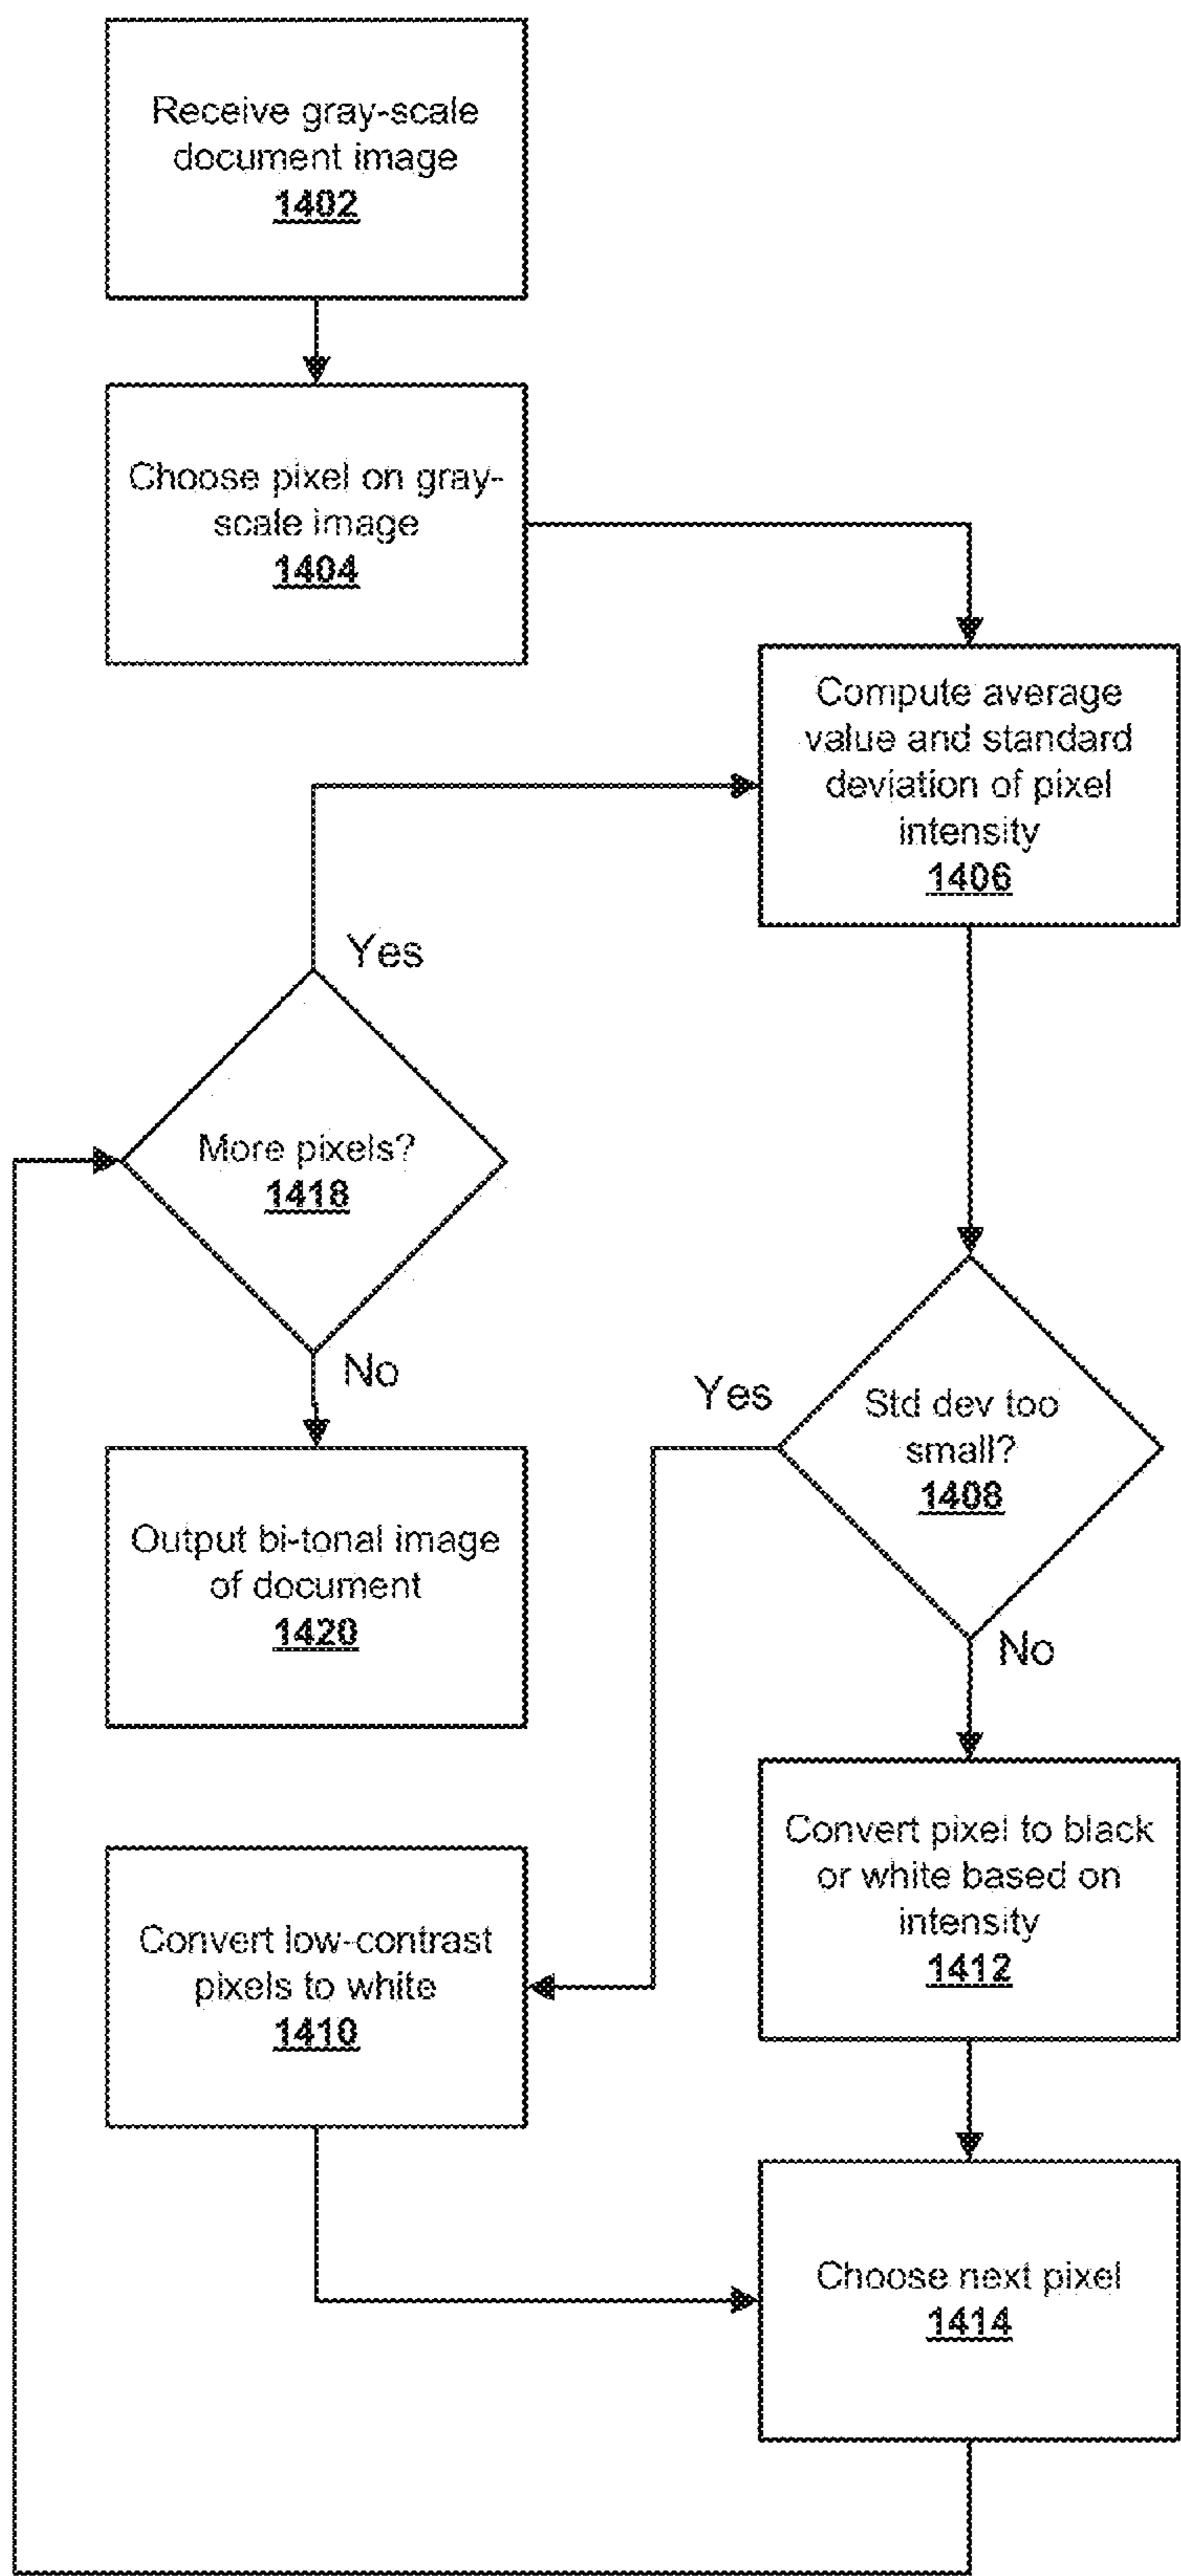 Receive gray-scale
document image
1402
Choose pixel on gray-
scale image
1404
Compute average
value and standard
deviation of pixel
intensity
1406
Yes
More pixels?
1418
No
Yes
Std dev too
small?
1408
Output bi-tonal image
of document
1420
No
Convert pixel to black
or white based on
intensity
1412
Convert low-contrast
pixels to white
1410
Choose next pixel
1414